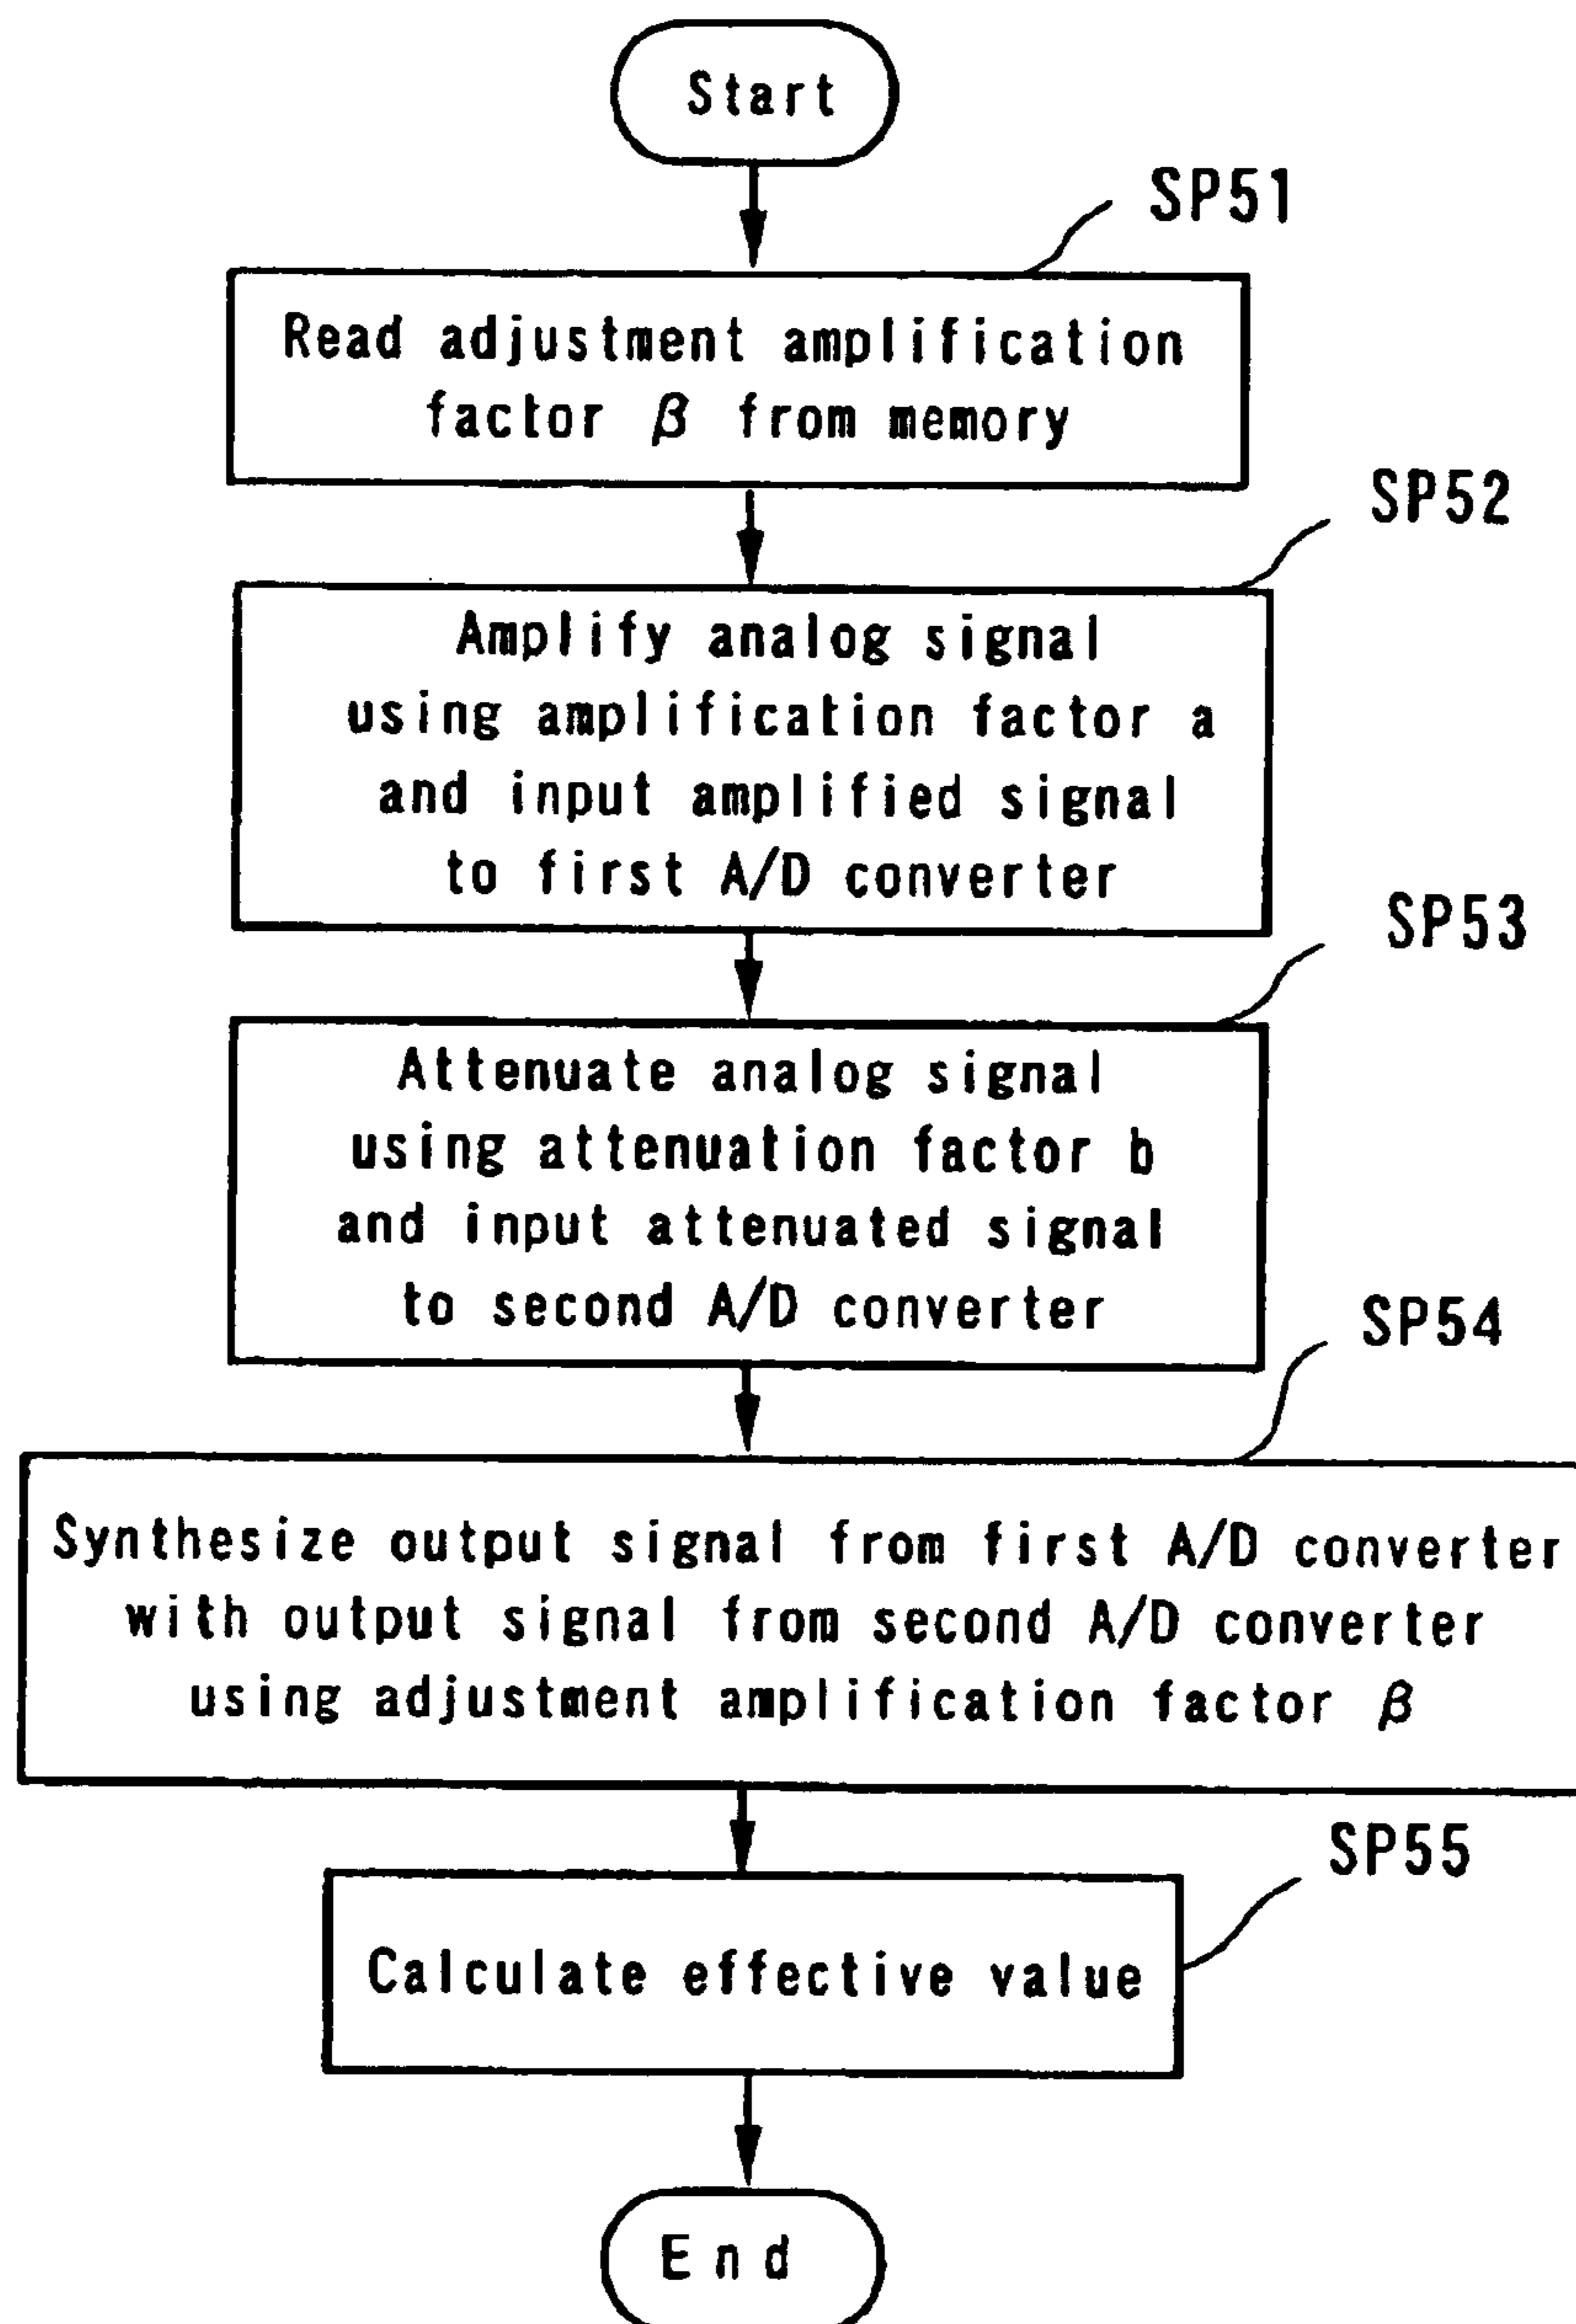 Start
SP51
Read adjustment amplification
factor β from memory
SP52
Amplify analog signal
using amplification factor a
and input amplified signal
to first A/D converter
SP53
Attenuate analog signal
using attenuation factor b
and input attenuated signal
to second A/D converter
SP54
Synthesize output signal from first A/D converter
with output signal from second A/D converter
using adjustment amplification factor β
SP55
Calculate effective value
End